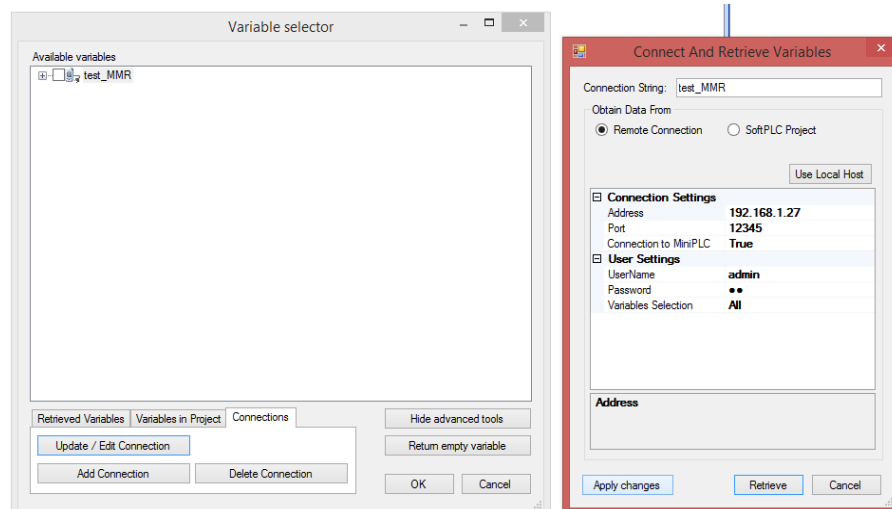 Variable selector
Available variables
test_MMR
Retrieved Variables Variables in Project Connections
Update / Edit Connection
Add Connection Delete Connection
Hide advanced tools
Return empty variable
OK Cancel
Connect And Retrieve Variables
Connection String: test_MMR
Obtain Data From
Remote Connection SoftPLC Project
Use Local Host
Connection Settings
Address 192.168.1.27
Port 12345
Connection to MiniPLC True
User Settings
UserName admin
Password ●●
Variables Selection All
Address
Apply changes Retrieve Cancel